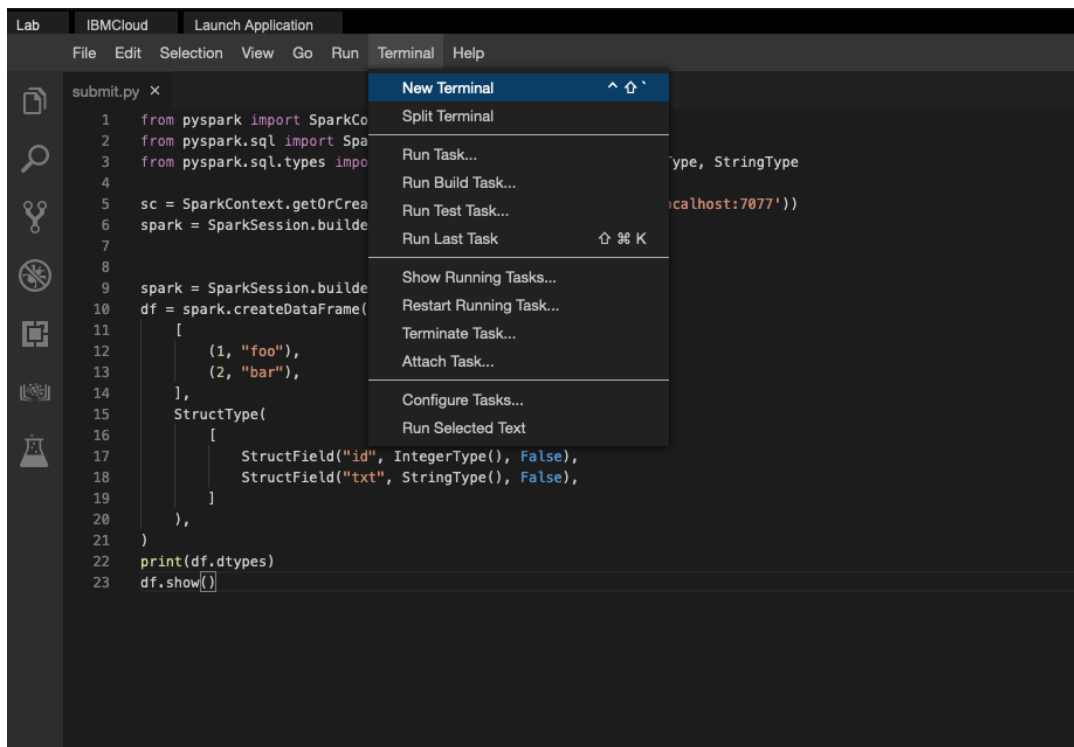 Lab IBMCloud Launch Application
File Edit Selection View Go Run Terminal Help
submit.py ×
New Terminal ^ ⇧ `
Split Terminal
Run Task...
Run Build Task...
Run Test Task...
Run Last Task ⇧ ⌘ K
Show Running Tasks...
Restart Running Task...
Terminate Task...
Attach Task...
Configure Tasks...
Run Selected Text
1 from pyspark import SparkCo
2 from pyspark.sql import Spa
3 from pyspark.sql.types impo ype, StringType
4
5 sc = SparkContext.getOrCrea calhost:7077'))
6 spark = SparkSession.builde
7
8
9 spark = SparkSession.builde
10 df = spark.createDataFrame(
11 [
12 (1, "foo"),
13 (2, "bar"),
14 ],
15 StructType(
16 [
17 StructField("id", IntegerType(), False),
18 StructField("txt", StringType(), False),
19 ]
20 ),
21 )
22 print(df.dtypes)
23 df.show()